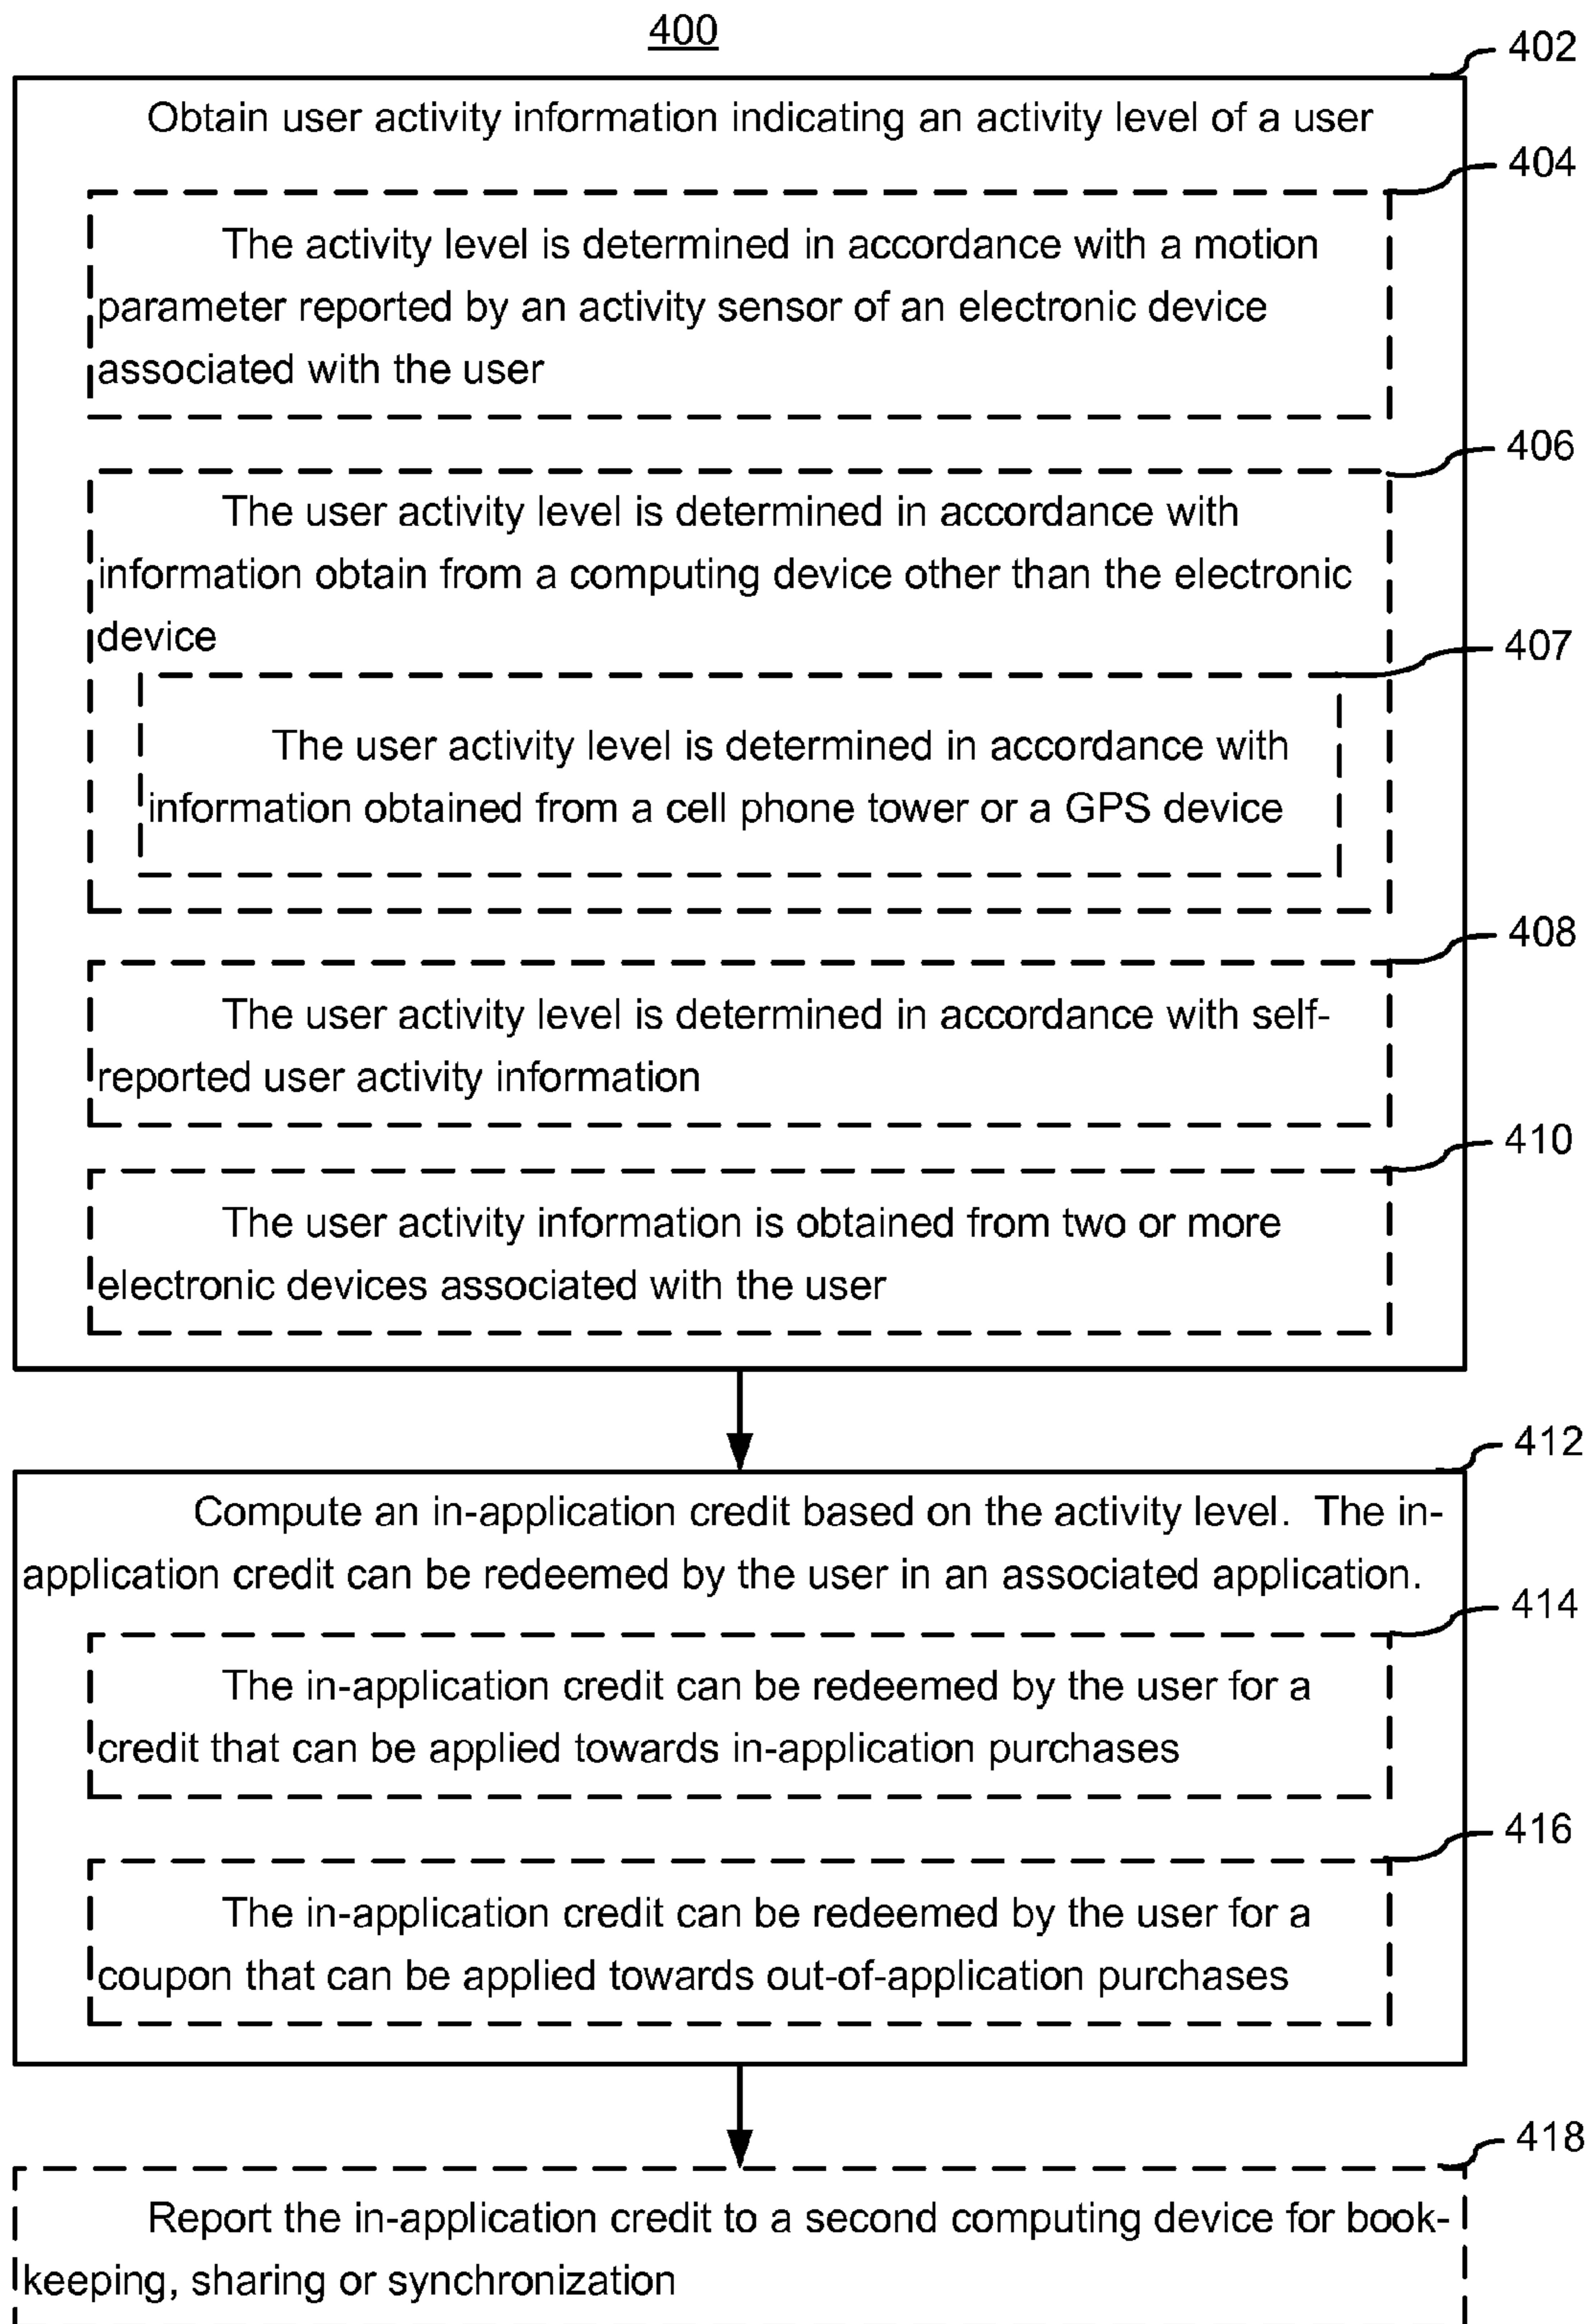 400
402
Obtain user activity information indicating an activity level of a user
404
The activity level is determined in accordance with a motion
parameter reported by an activity sensor of an electronic device
associated with the user
406
The user activity level is determined in accordance with
information obtain from a computing device other than the electronic
device
407
The user activity level is determined in accordance with
information obtained from a cell phone tower or a GPS device
408
The user activity level is determined in accordance with self-
reported user activity information
410
The user activity information is obtained from two or more
electronic devices associated with the user
412
Compute an in-application credit based on the activity level. The in-
application credit can be redeemed by the user in an associated application.
414
The in-application credit can be redeemed by the user for a
credit that can be applied towards in-application purchases
416
The in-application credit can be redeemed by the user for a
coupon that can be applied towards out-of-application purchases
418
Report the in-application credit to a second computing device for book-
keeping, sharing or synchronization